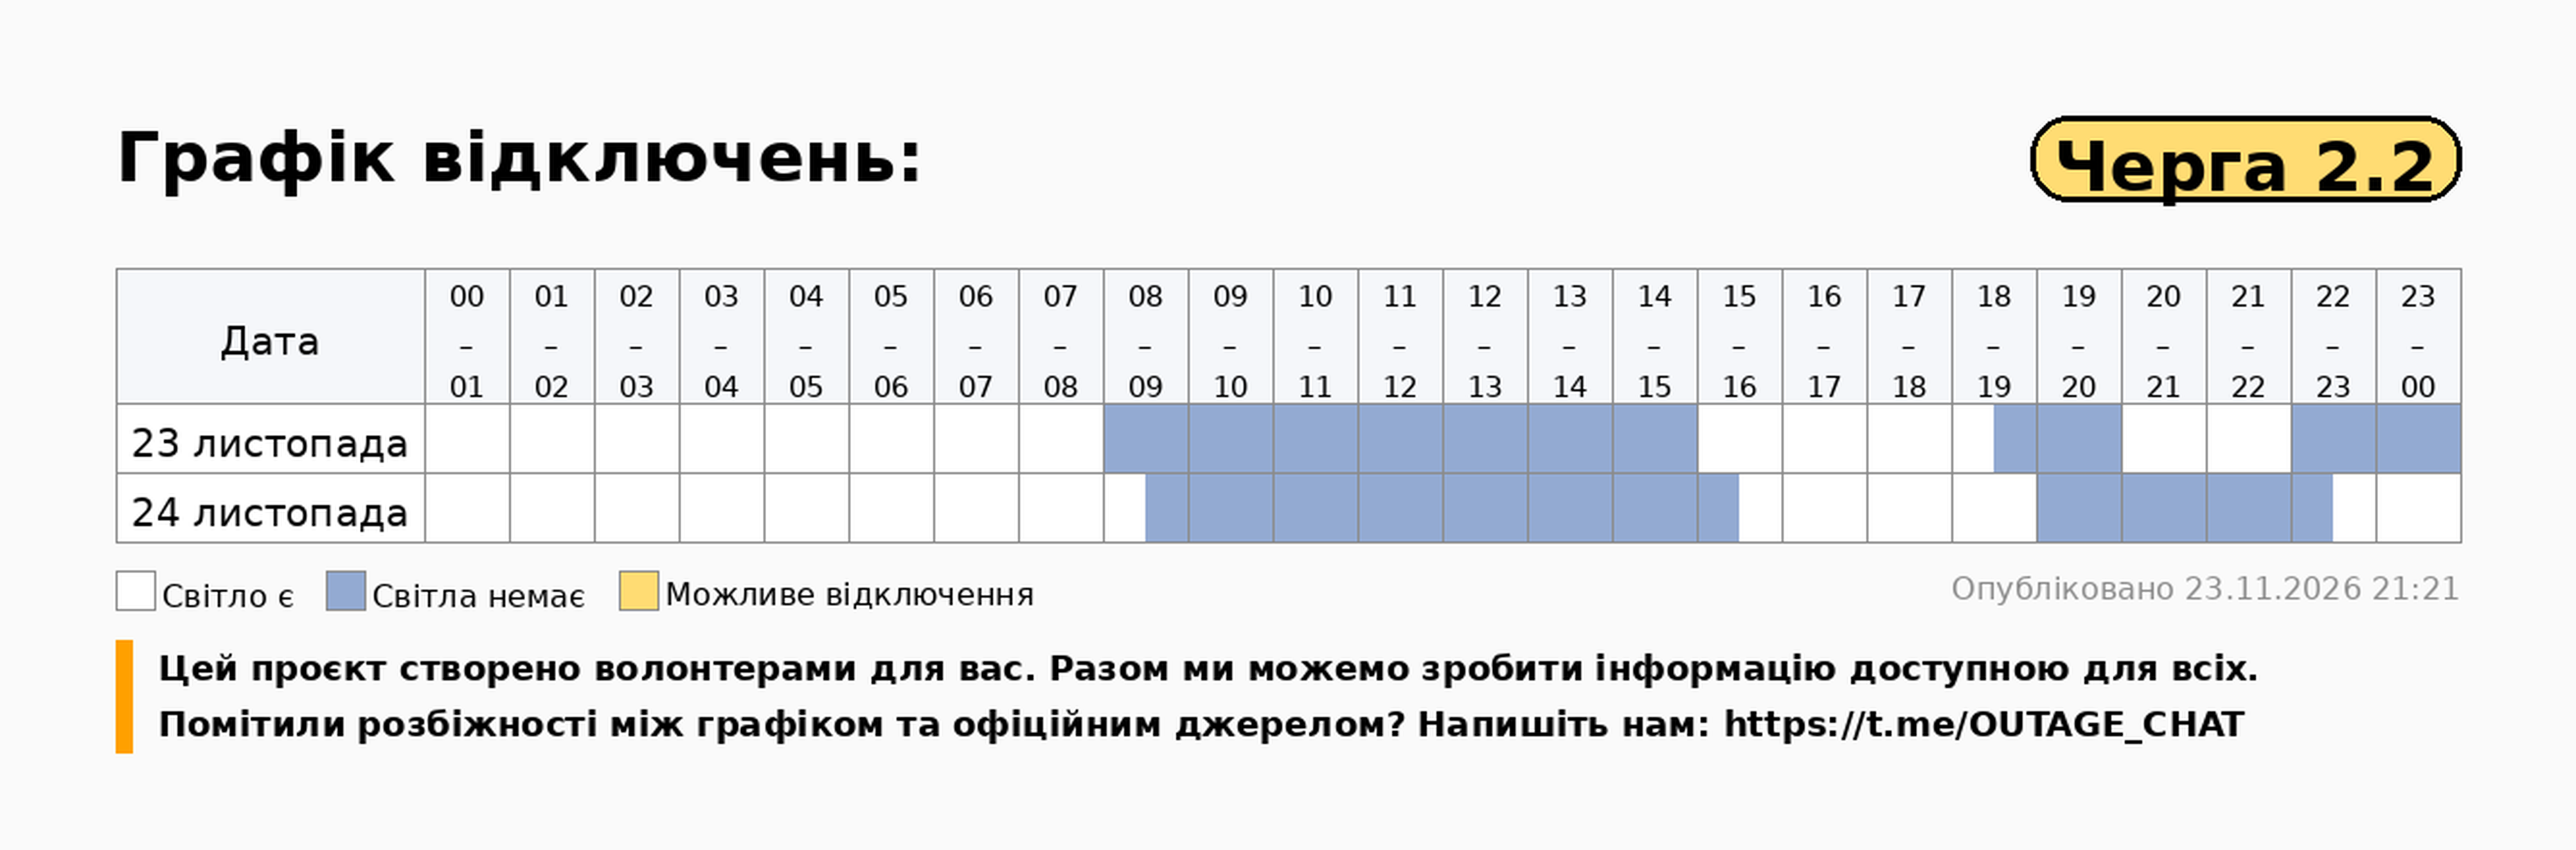 Графік відключень:
Черга 2.2
Дата
00 – 01
01 – 02
02 – 03
03 – 04
04 – 05
05 – 06
06 – 07
07 – 08
08 – 09
09 – 10
10 – 11
11 – 12
12 – 13
13 – 14
14 – 15
15 – 16
16 – 17
17 – 18
18 – 19
19 – 20
20 – 21
21 – 22
22 – 23
23 – 00
23 листопада
24 листопада
Світло є
Світла немає
Можливе відключення
Опубліковано 23.11.2026 21:21
Цей проєкт створено волонтерами для вас. Разом ми можемо зробити інформацію доступною для всіх.
Помітили розбіжності між графіком та офіційним джерелом? Напишіть нам: https://t.me/OUTAGE_CHAT